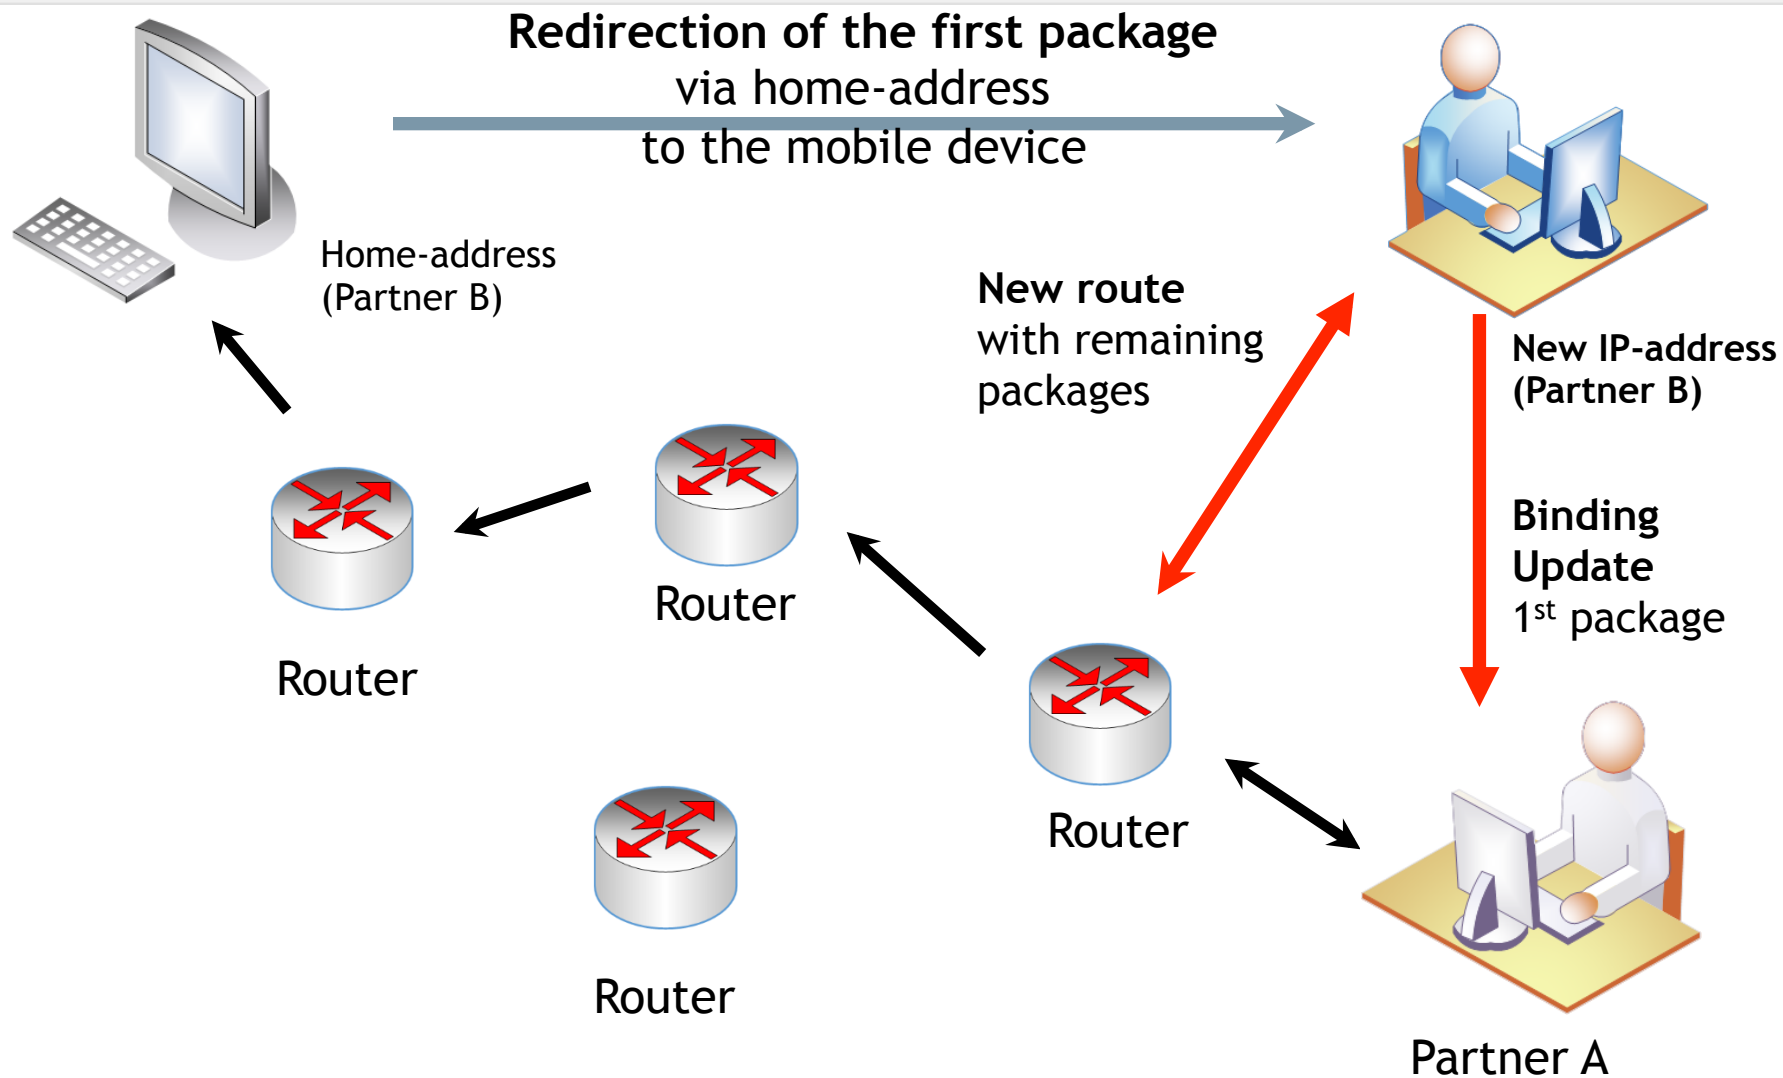 Redirection of the first package
via home-address
to the mobile device
Home-address
(Partner B)
New route
with remaining
packages
New IP-address
(Partner B)
Binding
Update
1st package
Router
Router
Router
Router
Partner A